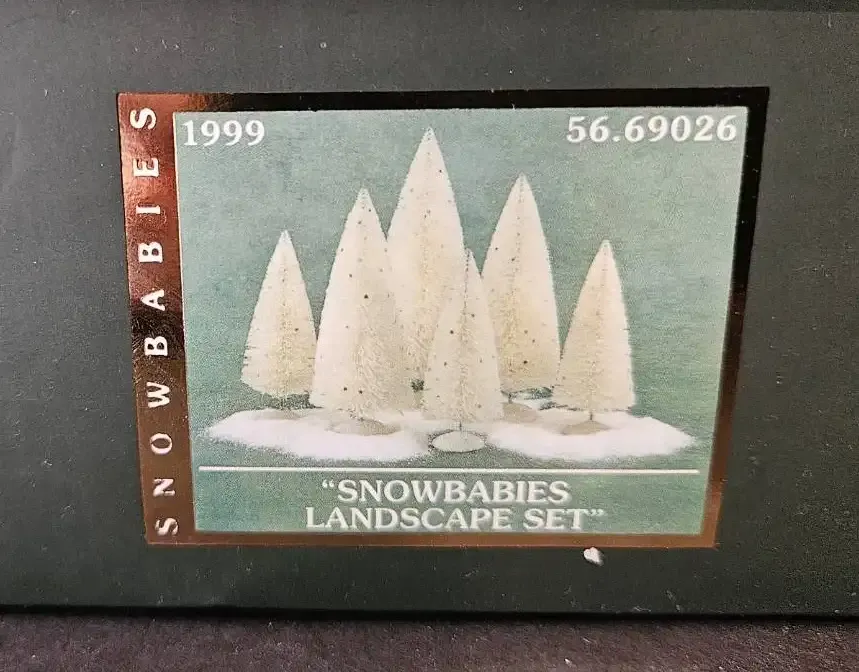 SNOWBABIES
1999
56.69026
“SNOWBABIES
LANDSCAPE SET”